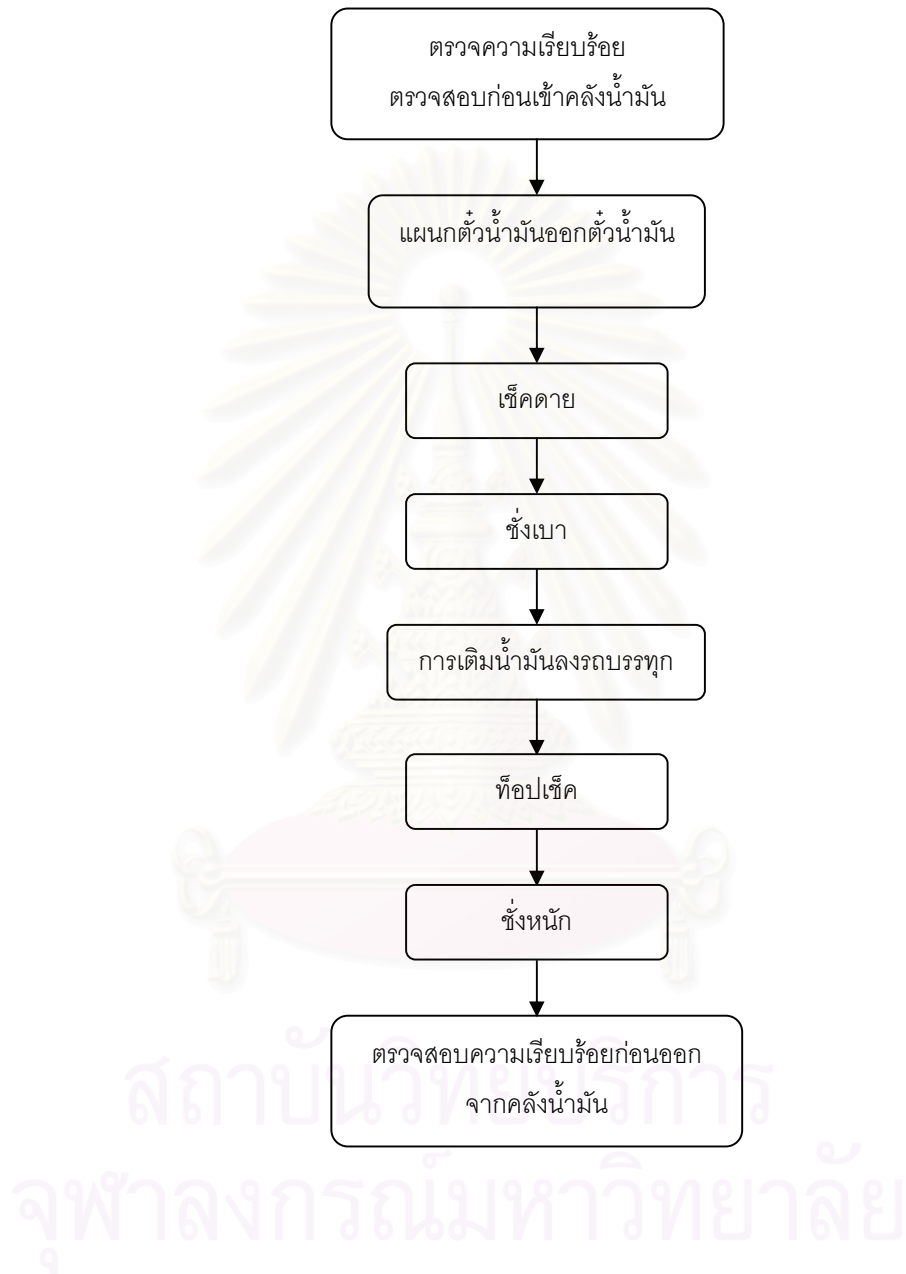 ตรวจความเรียบร้อย
ตรวจสอบก่อนเข้าคลังน้ำมัน
แผนกตั๋วน้ำมันออกตั๋วน้ำมัน
เช็คดาย
ชั่งเบา
การเติมน้ำมันลงรถบรรทุก
ท็อปเช็ค
ชั่งหนัก
ตรวจสอบความเรียบร้อยก่อนออก
จากคลังน้ำมัน
สถาบันวิทยบริการ
จุฬาลงกรณ์มหาวิทยาลัย